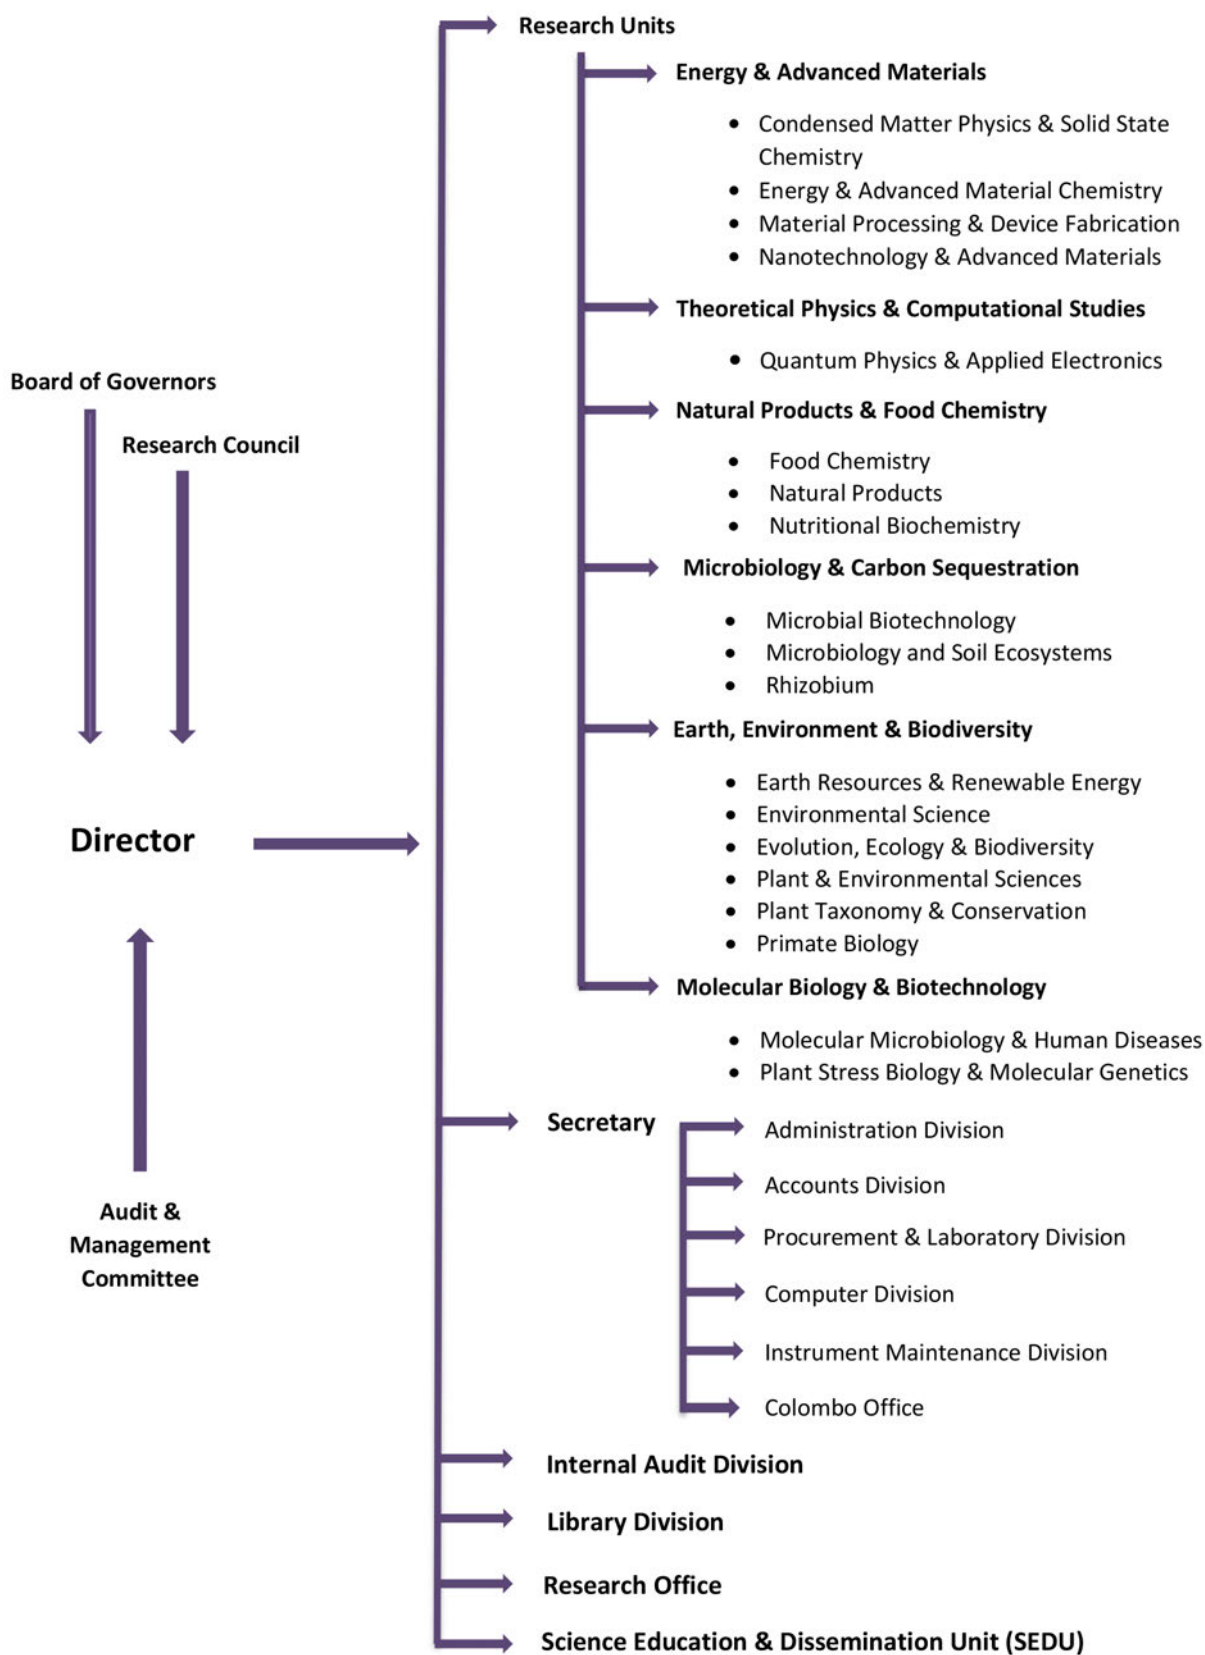 Research Units
Energy & Advanced Materials
• Condensed Matter Physics & Solid State
Chemistry
• Energy & Advanced Material Chemistry
• Material Processing & Device Fabrication
• Nanotechnology & Advanced Materials
Theoretical Physics & Computational Studies
• Quantum Physics & Applied Electronics
Board of Governors
Research Council
Natural Products & Food Chemistry
• Food Chemistry
• Natural Products
• Nutritional Biochemistry
Microbiology & Carbon Sequestration
• Microbial Biotechnology
• Microbiology and Soil Ecosystems
• Rhizobium
Earth, Environment & Biodiversity
• Earth Resources & Renewable Energy
• Environmental Science
• Evolution, Ecology & Biodiversity
• Plant & Environmental Sciences
• Plant Taxonomy & Conservation
• Primate Biology
Director
Molecular Biology & Biotechnology
• Molecular Microbiology & Human Diseases
• Plant Stress Biology & Molecular Genetics
Secretary
Administration Division
Accounts Division
Procurement & Laboratory Division
Computer Division
Instrument Maintenance Division
Colombo Office
Audit &
Management
Committee
Internal Audit Division
Library Division
Research Office
Science Education & Dissemination Unit (SEDU)